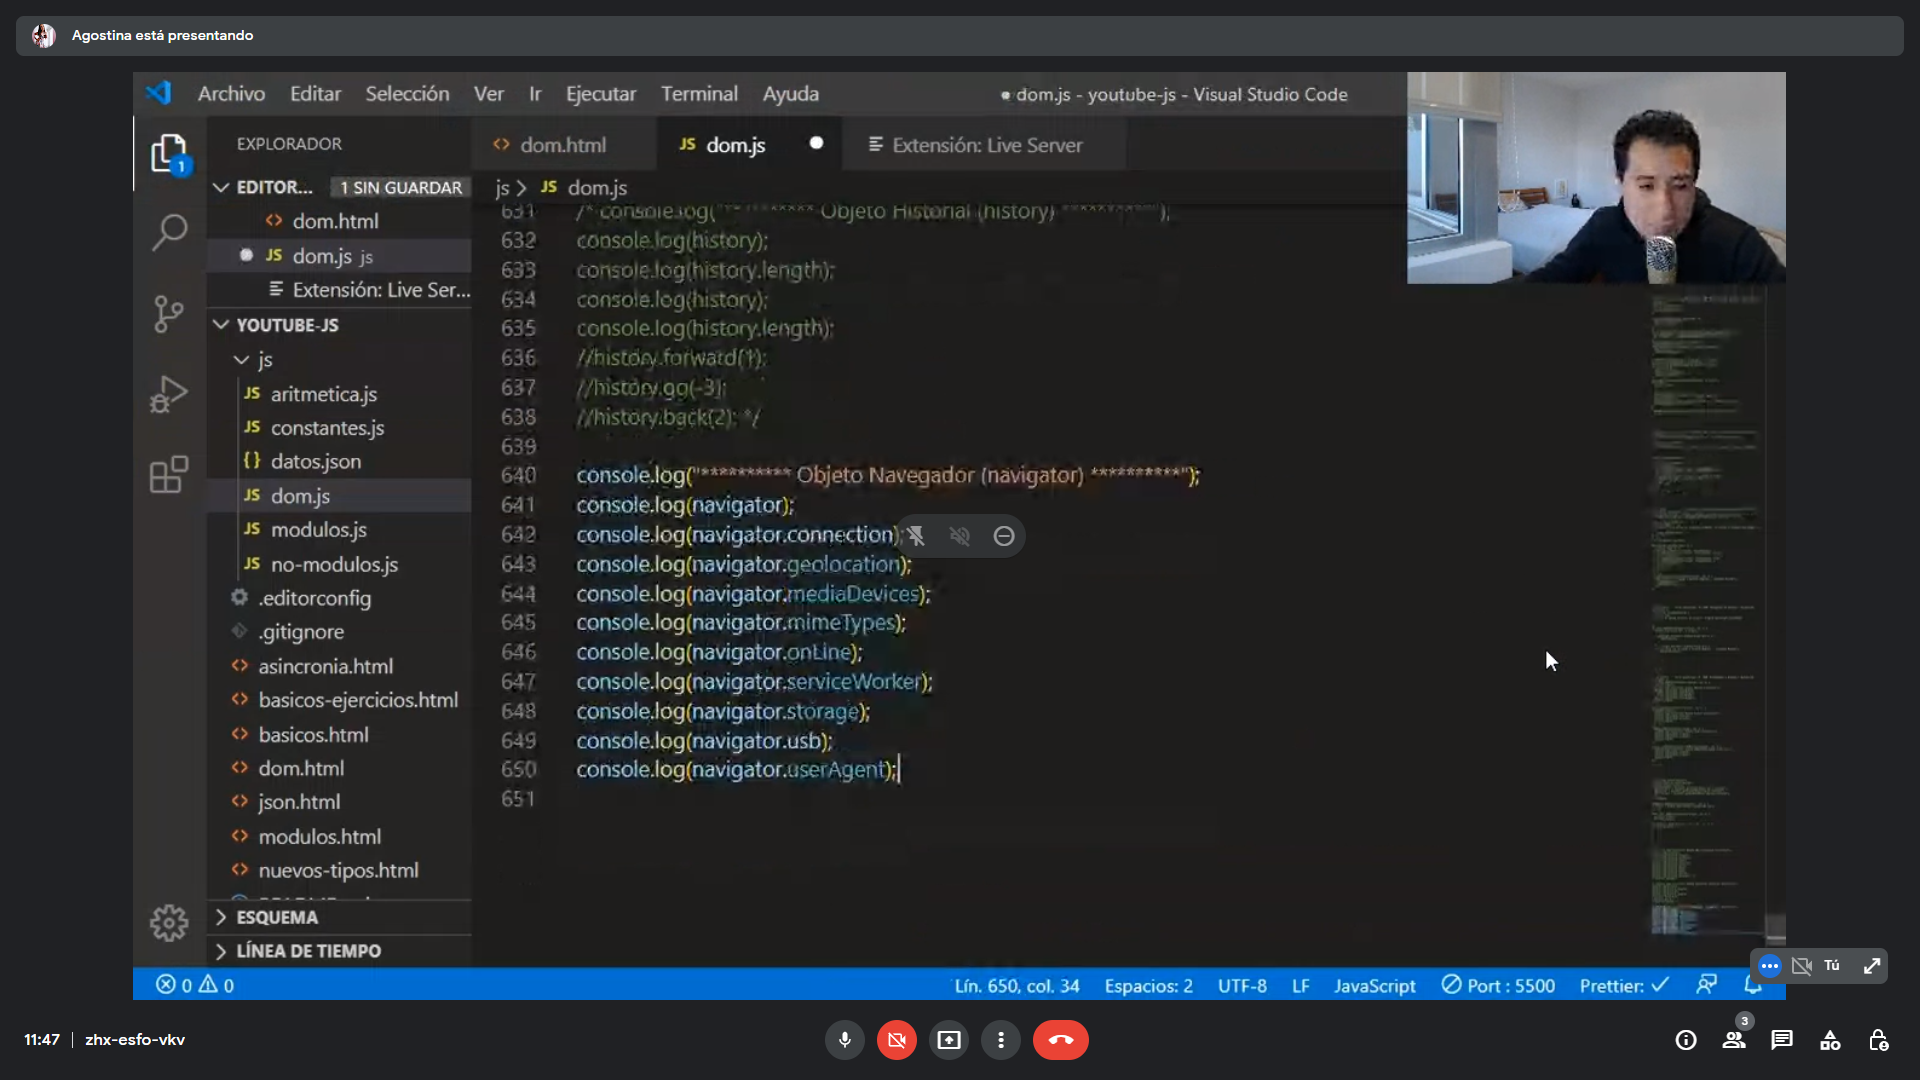 Agostina está presentando
Archivo Editar Selección Ver Ir Ejecutar Terminal Ayuda
dom.js - youtube-js - Visual Studio Code
EXPLORADOR
dom.html
JS dom.js
Extensión: Live Server
1
EDITOR... 1 SIN GUARDAR
js > JS dom.js
dom.html
JS dom.js js
Extensión: Live Ser...
YOUTUBE-JS
js
JS aritmetica.js
JS constantes.js
{} datos.json
JS dom.js
JS modulos.js
JS no-modulos.js
.editorconfig
.gitignore
asincronia.html
basicos-ejercicios.html
basicos.html
dom.html
json.html
modulos.html
nuevos-tipos.html
ESQUEMA
LÍNEA DE TIEMPO
631 /* console.log("********** Objeto Historial (history) **********");
632 console.log(history);
633 console.log(history.length);
634 console.log(history);
635 console.log(history.length);
636 //history.forward(1);
637 //history.go(-3);
638 //history.back(2); */
639
640 console.log("********** Objeto Navegador (navigator) **********");
641 console.log(navigator);
642 console.log(navigator.connection);
643 console.log(navigator.geolocation);
644 console.log(navigator.mediaDevices);
645 console.log(navigator.mimeTypes);
646 console.log(navigator.onLine);
647 console.log(navigator.serviceWorker);
648 console.log(navigator.storage);
649 console.log(navigator.usb);
650 console.log(navigator.userAgent);
651
0 0
Lín. 650, col. 34 Espacios: 2 UTF-8 LF JavaScript Port : 5500 Prettier: ✓
Tú
11:47 | zhx-esfo-vkv
3